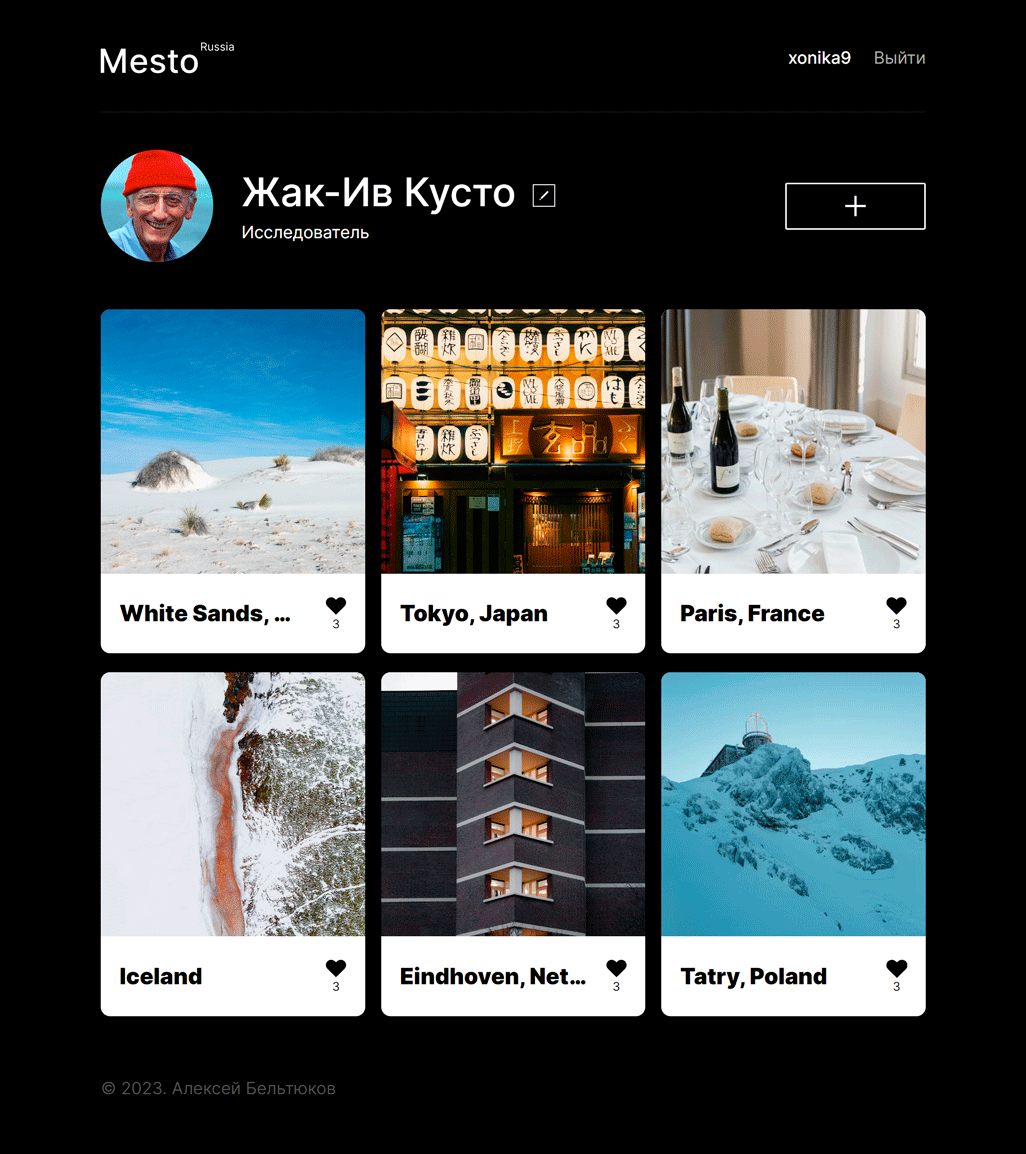 Mesto Russia
xonika9 Выйти
Жак-Ив Кусто
Исследователь
White Sands, ...
3
Tokyo, Japan
3
Paris, France
3
Iceland
3
Eindhoven, Net...
3
Tatry, Poland
3
© 2023. Алексей Бельтюков